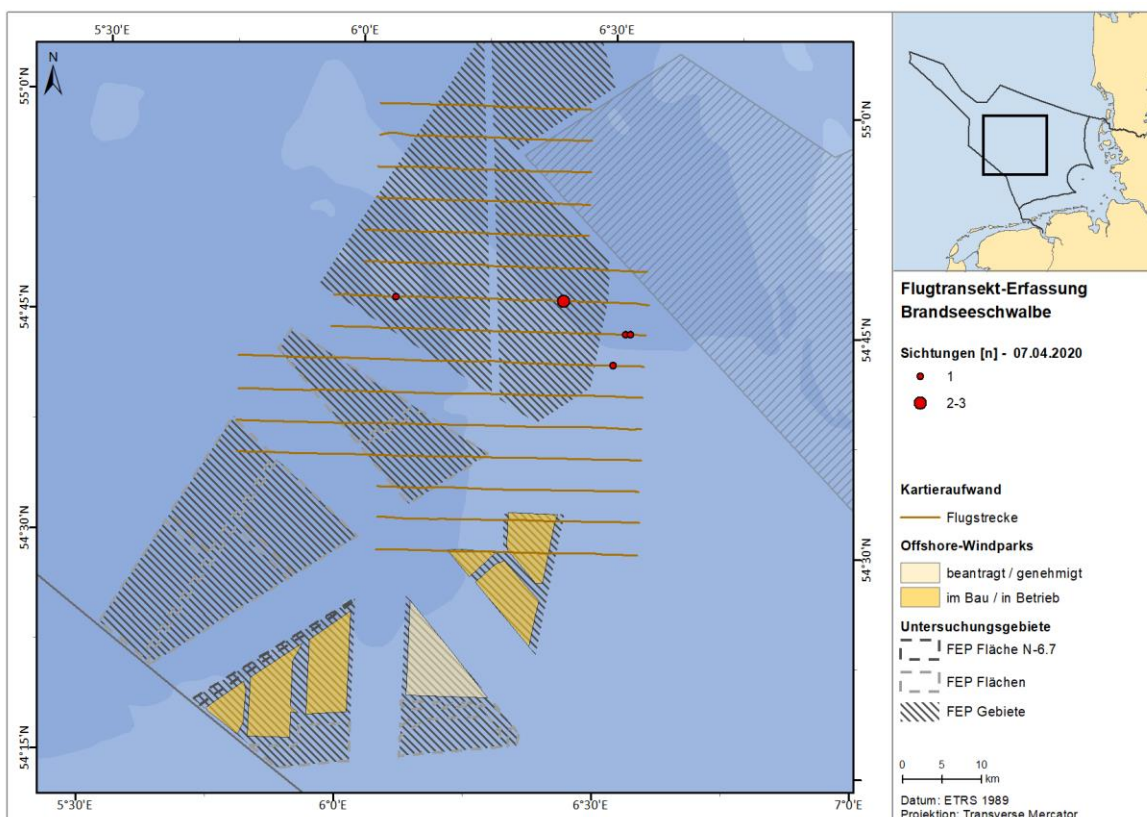 5°30'E 6°0'E 6°30'E
N
55°0'N
55°0'N
54°45'N
54°45'N
54°30'N
54°30'N
54°15'N
5°30'E 6°0'E 6°30'E 7°0'E
Flugtransekt-Erfassung
Brandseeschwalbe
Sichtungen [n] - 07.04.2020
1
2-3
Kartieraufwand
Flugstrecke
Offshore-Windparks
beantragt / genehmigt
im Bau / in Betrieb
Untersuchungsgebiete
FEP Fläche N-6.7
FEP Flächen
FEP Gebiete
0 5 10
km
Datum: ETRS 1989
Projektion: Transverse Mercator